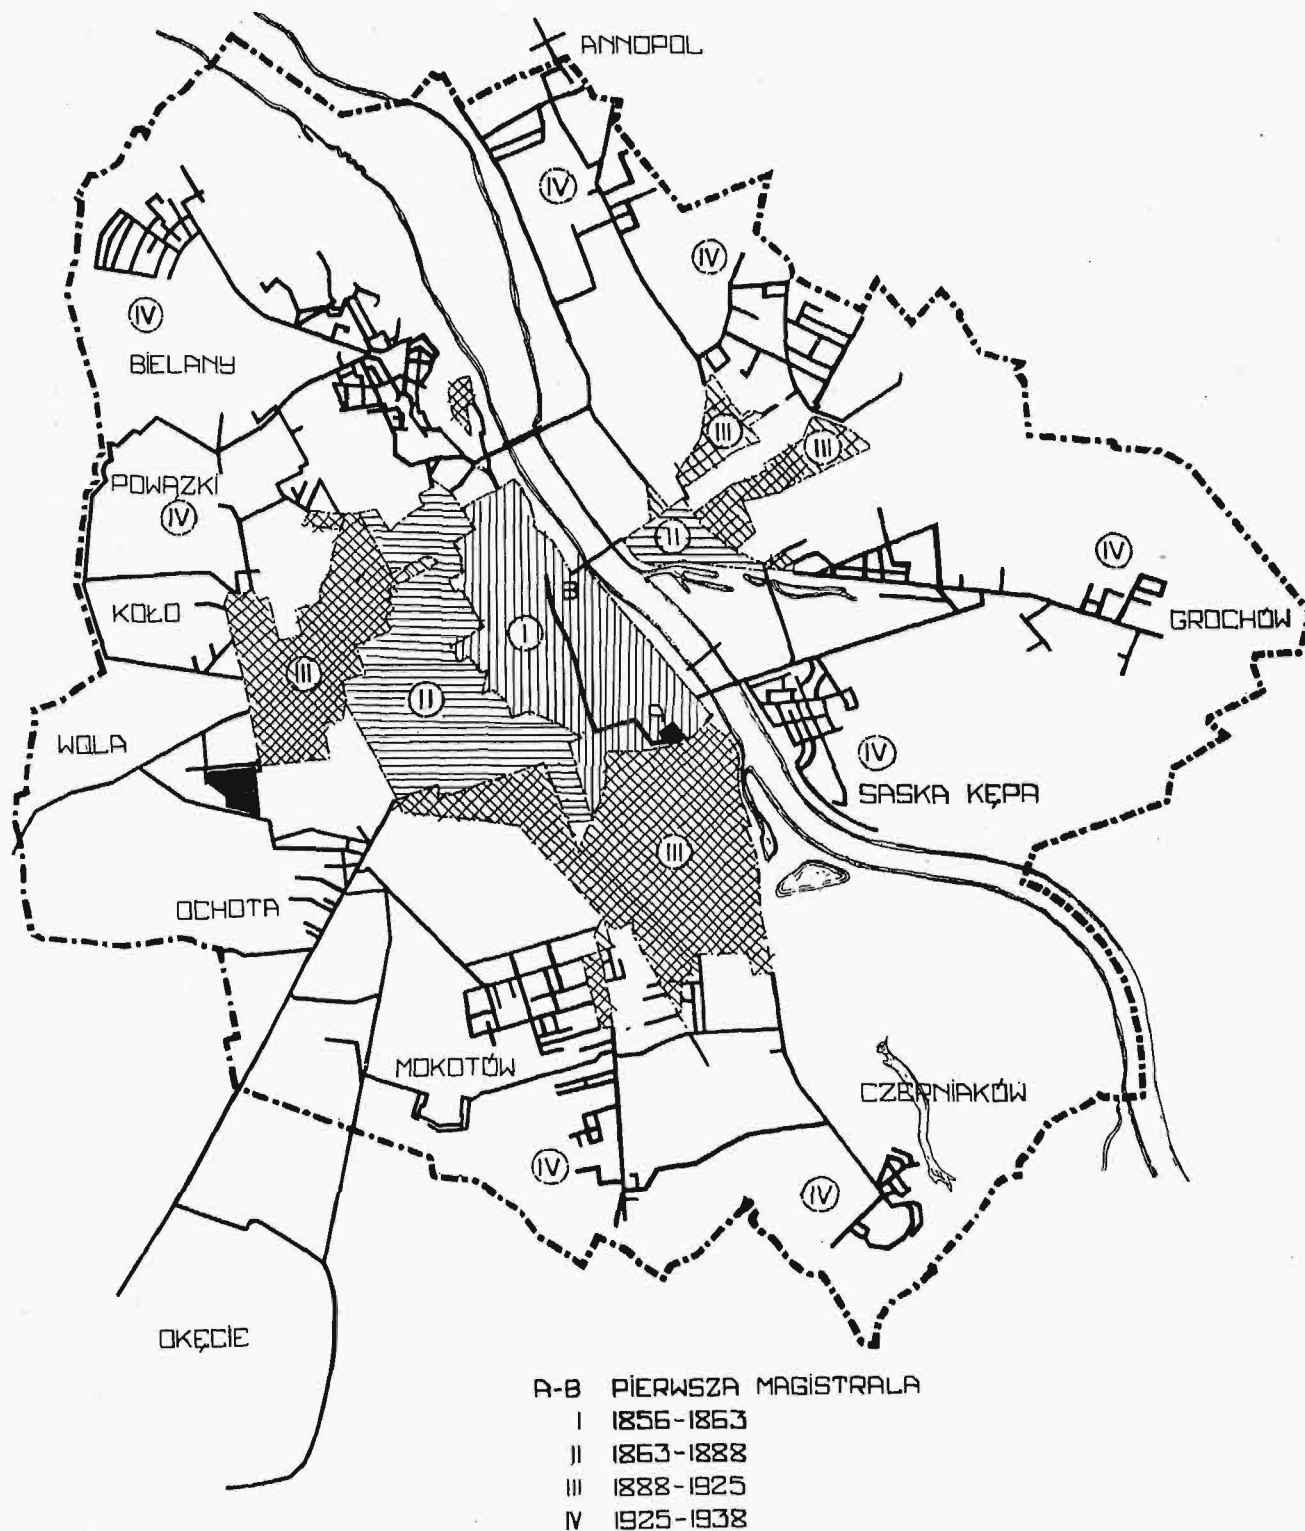 ANNOPOL
IV
IV
IV
BIELANY
III
III
POWĄZKI
IV
II
IV
KOŁO
GROCHÓW
I
III
II
WOLA
IV
SASKA KĘPA
III
OCHOTA
MOKOTÓW
CZERNIAKÓW
IV
IV
OKĘCIE
A-B PIERWSZA MAGISTRALA
I 1856-1863
II 1863-1888
III 1888-1925
IV 1925-1938